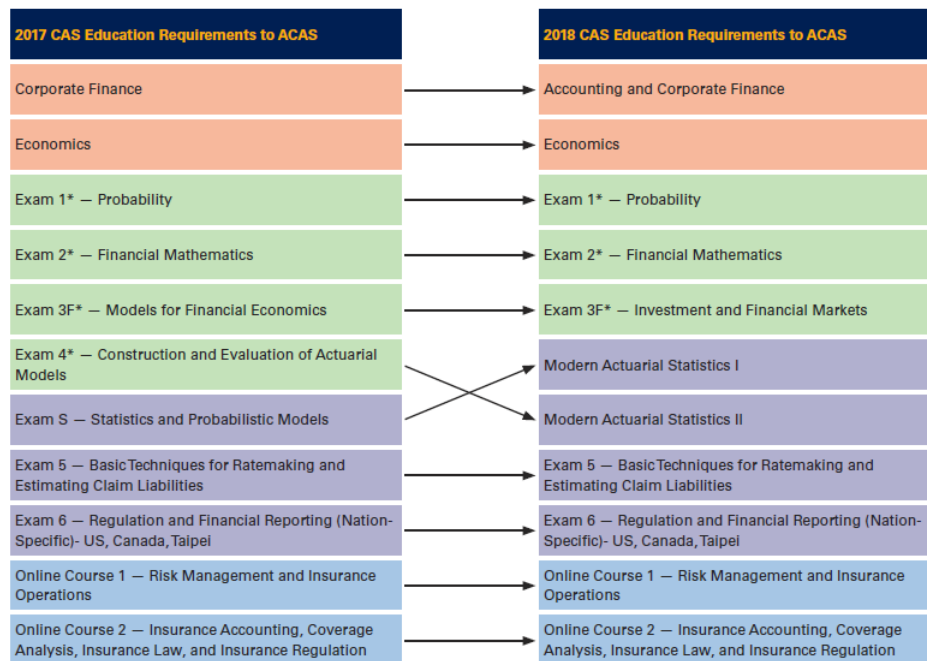 2017 CAS Education Requirements to ACAS
2018 CAS Education Requirements to ACAS
Corporate Finance
Accounting and Corporate Finance
Economics
Economics
Exam 1* — Probability
Exam 1* — Probability
Exam 2* — Financial Mathematics
Exam 2* — Financial Mathematics
Exam 3F* — Models for Financial Economics
Exam 3F* — Investment and Financial Markets
Exam 4* — Construction and Evaluation of Actuarial
Models
Modern Actuarial Statistics I
Exam S — Statistics and Probabilistic Models
Modern Actuarial Statistics II
Exam 5 — Basic Techniques for Ratemaking and
Estimating Claim Liabilities
Exam 5 — Basic Techniques for Ratemaking and
Estimating Claim Liabilities
Exam 6 — Regulation and Financial Reporting (Nation-
Specific)- US, Canada, Taipei
Exam 6 — Regulation and Financial Reporting (Nation-
Specific)- US, Canada, Taipei
Online Course 1 — Risk Management and Insurance
Operations
Online Course 1 — Risk Management and Insurance
Operations
Online Course 2 — Insurance Accounting, Coverage
Analysis, Insurance Law, and Insurance Regulation
Online Course 2 — Insurance Accounting, Coverage
Analysis, Insurance Law, and Insurance Regulation